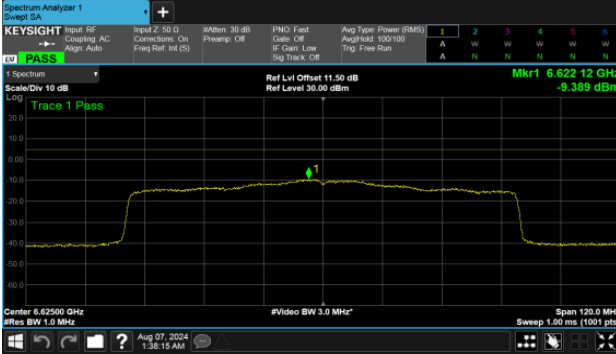 Spectrum Analyzer 1
Swept SA
+
KEYSIGHT Input: RF Input Z: 50 Ω #Atten: 30 dB PNO: Fast Avg Type: Power (RMS) 1 2 3 4 5 6
Coupling: AC Corrections: On Preamp: Off Gate: Off Avg|Hold: 100/100 A W W W W W
Align: Auto Freq Ref: Int (S) IF Gain: Low Trig: Free Run
LXI PASS Sig Track: Off A N N N N N
1 Spectrum Ref Lvl Offset 11.50 dB Mkr1 6.622 12 GHz
Scale/Div 10 dB Ref Level 30.00 dBm -9.389 dBm
Log Trace 1 Pass
20.0
10.0
0.00
1
-10.0
-20.0
-30.0
-40.0
-50.0
-60.0
Center 6.62500 GHz #Video BW 3.0 MHz* Span 120.0 MHz
#Res BW 1.0 MHz Sweep 1.00 ms (1001 pts)
? Aug 07, 2024
1:38:15 AM